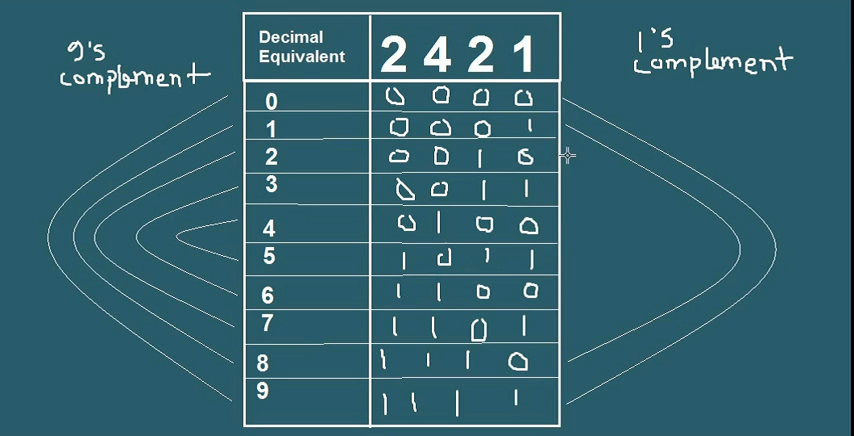 9's
complement
Decimal
Equivalent
2 4 2 1
1's
complement
0 0 0 0 0
1 0 0 0 1
2 0 0 1 0
3 0 0 1 1
4 0 1 0 0
5 1 0 1 1
6 1 1 0 0
7 1 1 0 1
8 1 1 1 0
9 1 1 1 1